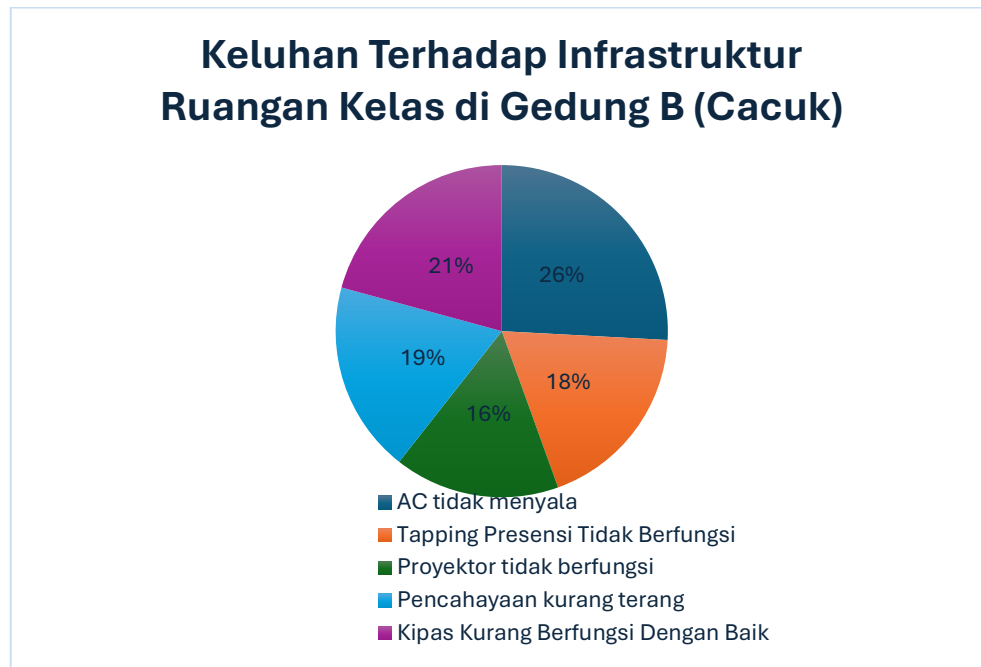 Keluhan Terhadap Infrastruktur
Ruangan Kelas di Gedung B (Cacuk)
21%
26%
19%
18%
16%
AC tidak menyala
Tapping Presensi Tidak Berfungsi
Proyektor tidak berfungsi
Pencahayaan kurang terang
Kipas Kurang Berfungsi Dengan Baik